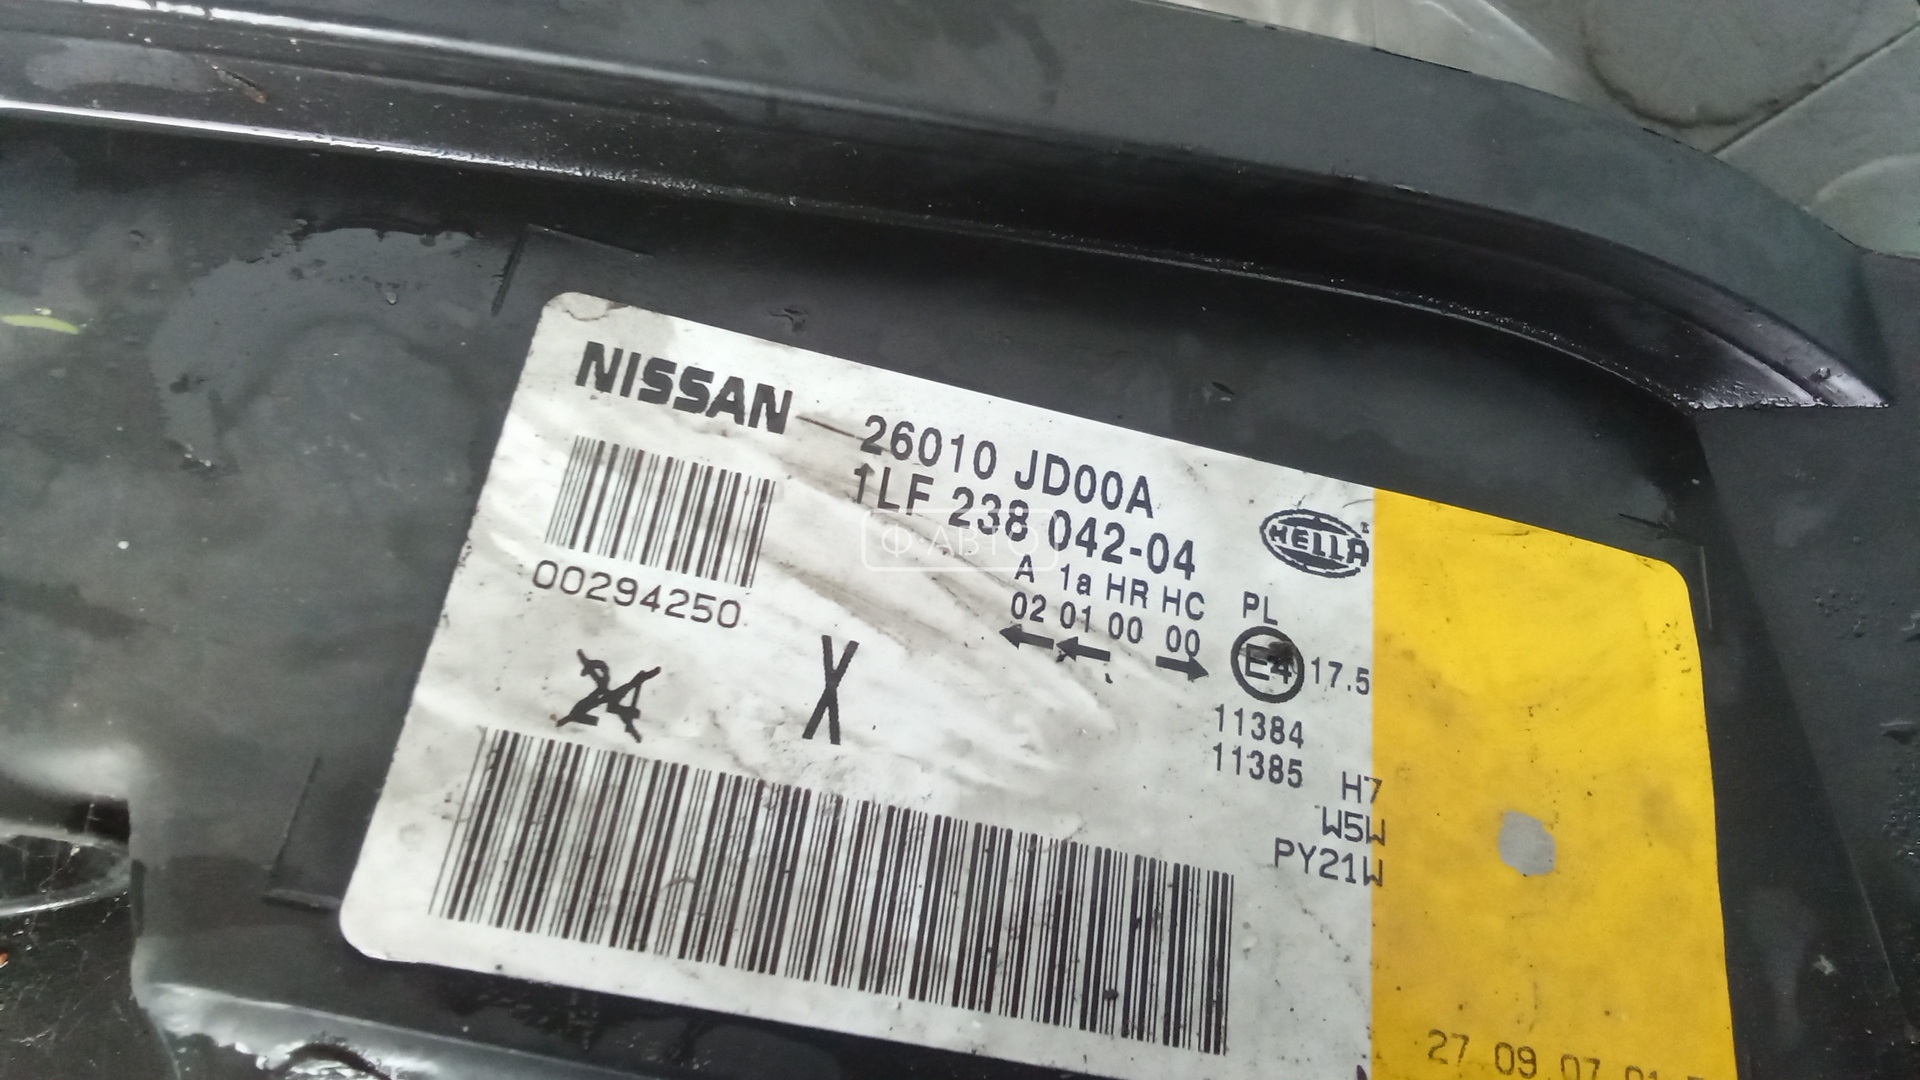 NISSAN
26010 JD00A
1LF 238 042-04
HELLA
Ф·АВТО
A 1a HR HC PL
02 01 00 00
E4 17.5
00294250
24
X
11384
11385
H7
W5W
PY21W
27 09 07